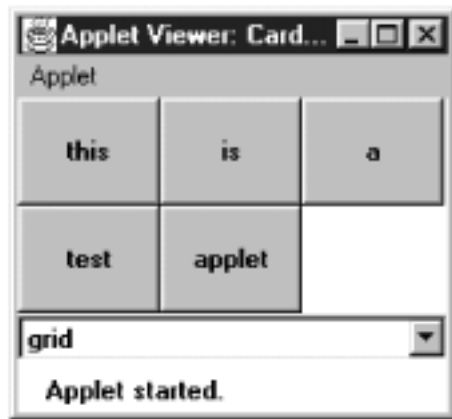 Applet Viewer: Card...
Applet
this is a
test applet
grid
Applet started.